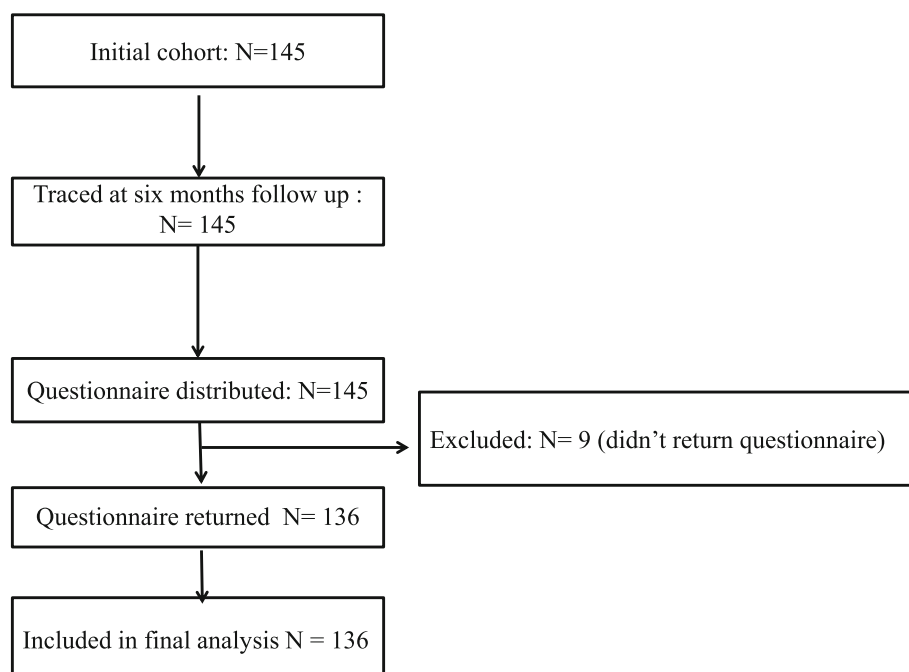 Initial cohort: N=145
Traced at six months follow up :
N= 145
Questionnaire distributed: N=145
Excluded: N= 9 (didn’t return questionnaire)
Questionnaire returned N= 136
Included in final analysis N = 136